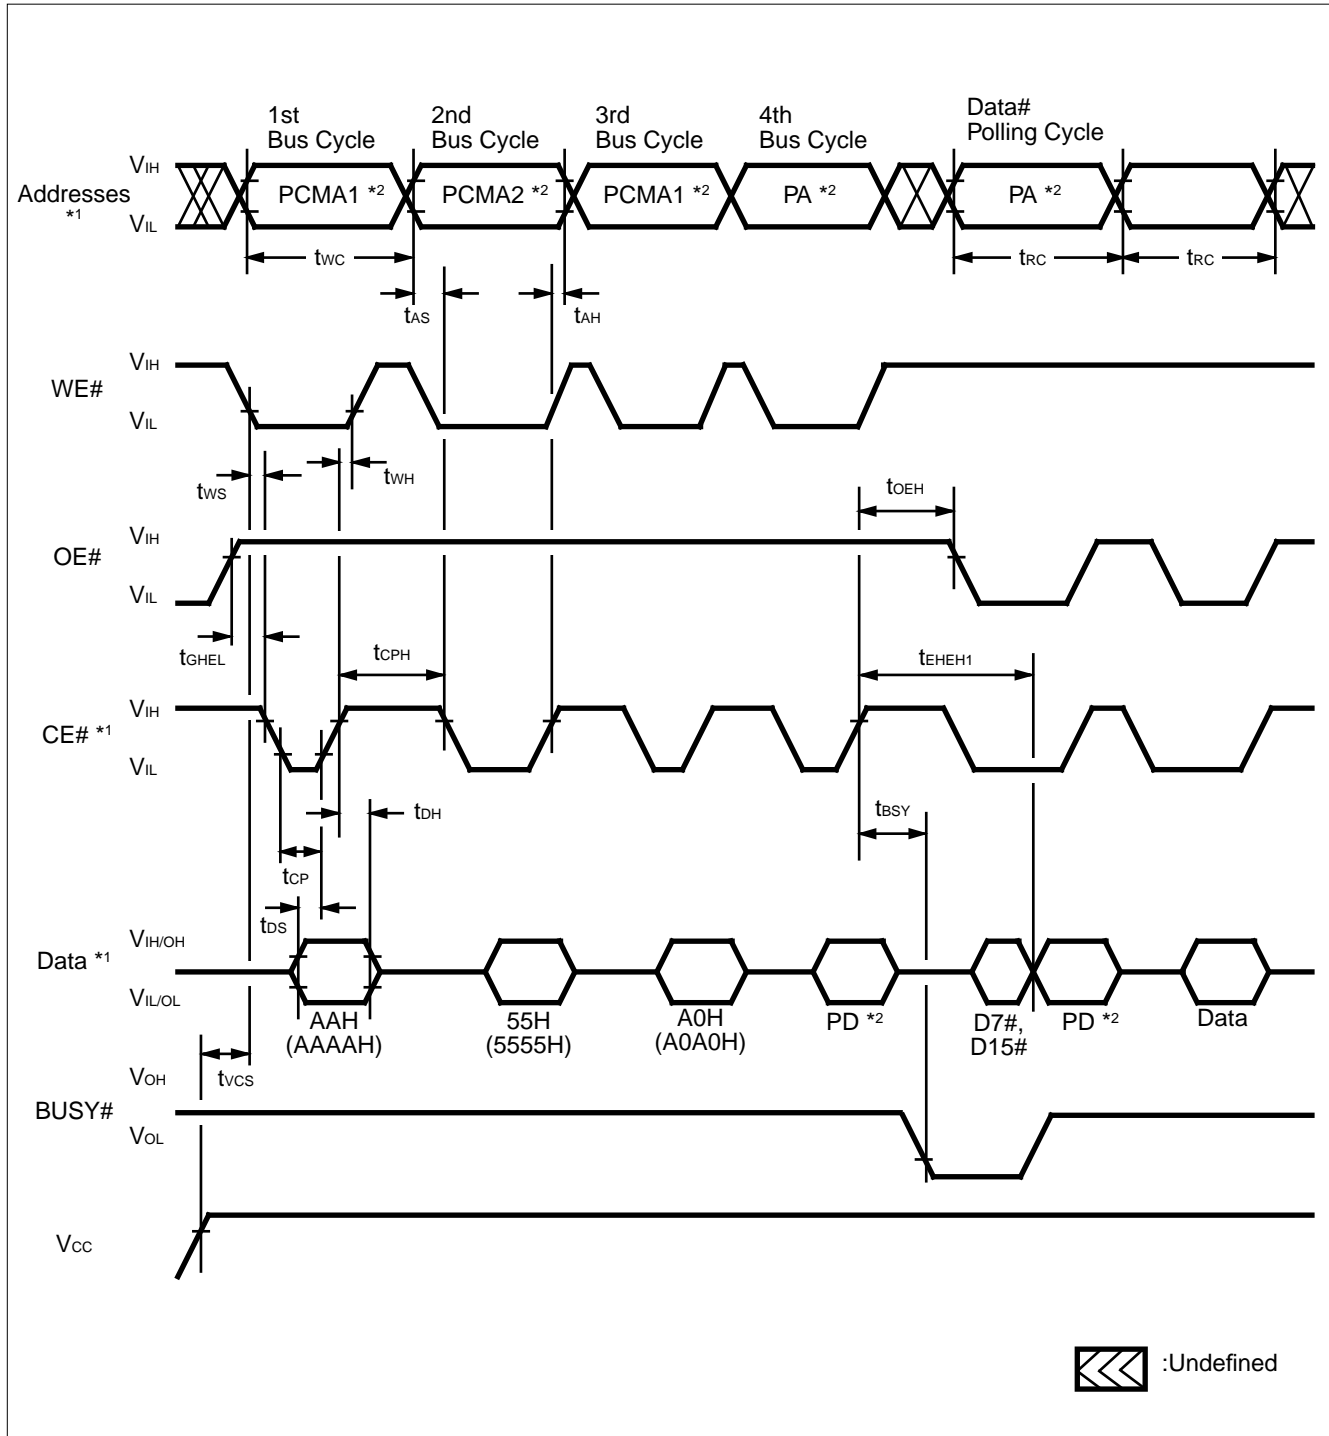 1st
Bus Cycle
2nd
Bus Cycle
3rd
Bus Cycle
4th
Bus Cycle
Data#
Polling Cycle
VIH
Addresses
*1
VIL
PCMA1 *2
PCMA2 *2
PCMA1 *2
PA *2
PA *2
tWC
tRC
tRC
tAS
tAH
VIH
WE#
VIL
tWS
tWH
tOEH
VIH
OE#
VIL
tGHEL
tCPH
tEHEH1
VIH
CE# *1
VIL
tDH
tBSY
tCP
tDS
VIH/OH
Data *1
VIL/OL
AAH
(AAAAH)
55H
(5555H)
A0H
(A0A0H)
PD *2
D7#,
D15#
PD *2
Data
tVCS
VOH
BUSY#
VOL
VCC
:Undefined